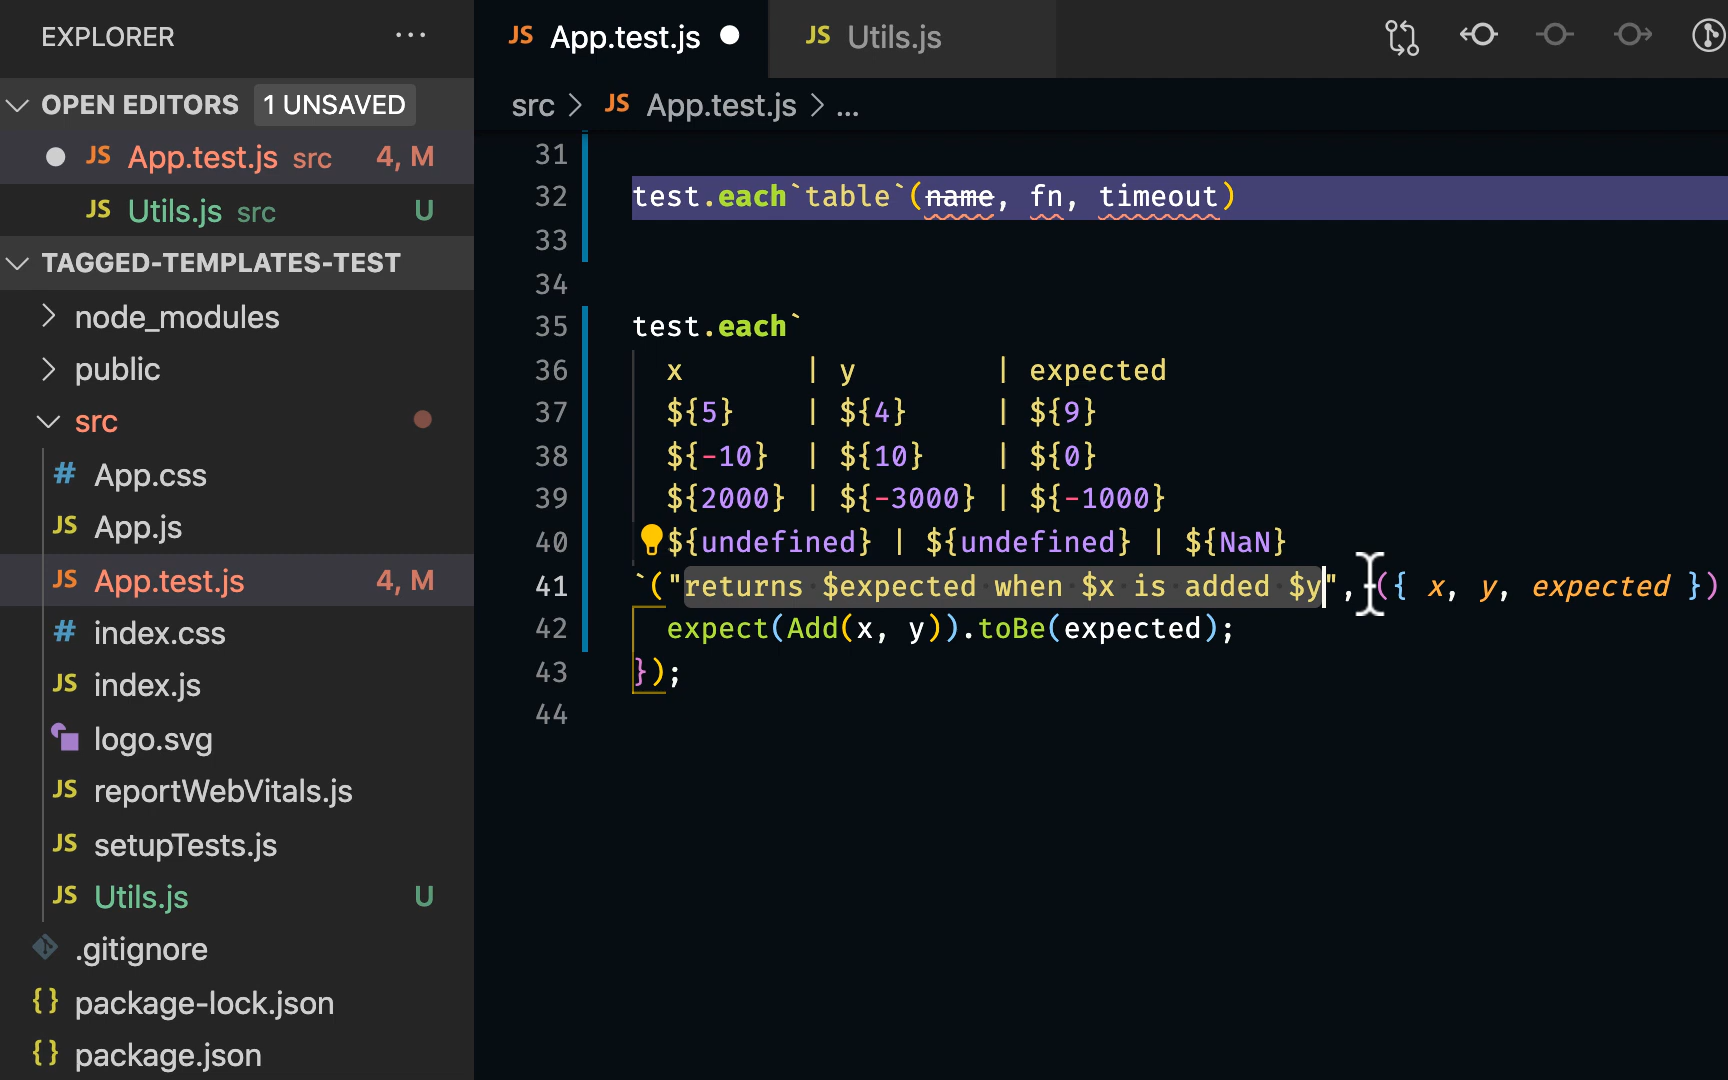 EXPLORER ...
OPEN EDITORS 1 UNSAVED
JS App.test.js src 4, M
JS Utils.js src U
TAGGED-TEMPLATES-TEST
node_modules
public
src
# App.css
JS App.js
JS App.test.js 4, M
# index.css
JS index.js
logo.svg
JS reportWebVitals.js
JS setupTests.js
JS Utils.js U
.gitignore
{} package-lock.json
{} package.json
JS App.test.js JS Utils.js
src > JS App.test.js > ...
31
32 test.each`table`(name, fn, timeout)
33
34
35 test.each`
36 x | y | expected
37 ${5} | ${4} | ${9}
38 ${-10} | ${10} | ${0}
39 ${2000} | ${-3000} | ${-1000}
40 ${undefined} | ${undefined} | ${NaN}
41 `("returns $expected when $x is added $y", ({ x, y, expected })
42 expect(Add(x, y)).toBe(expected);
43 });
44